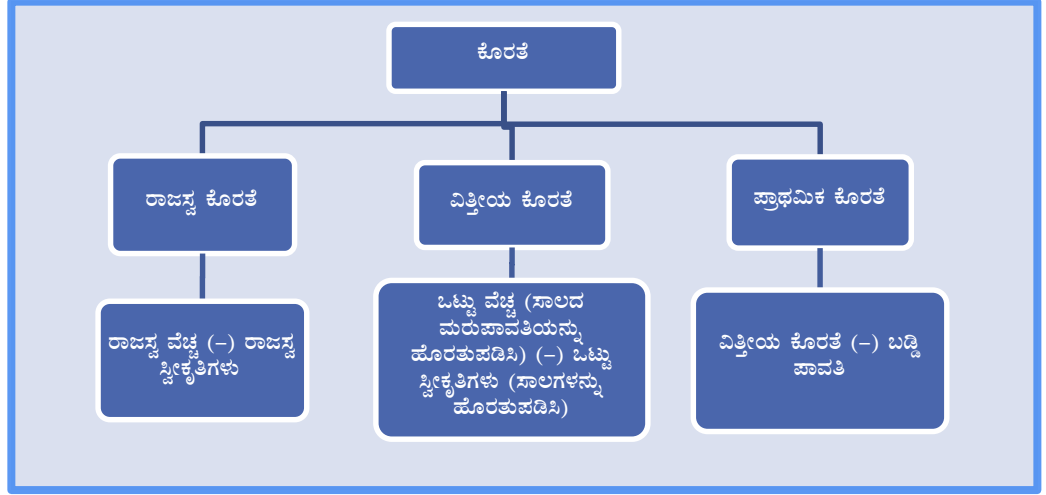 ಕೊರತೆ
ರಾಜಸ್ವ ಕೊರತೆ
ವಿತ್ತೀಯ ಕೊರತೆ
ಪ್ರಾಥಮಿಕ ಕೊರತೆ
ರಾಜಸ್ವ ವೆಚ್ಚ (–) ರಾಜಸ್ವ
ಸ್ವೀಕೃತಿಗಳು
ಒಟ್ಟು ವೆಚ್ಚ (ಸಾಲದ
ಮರುಪಾವತಿಯನ್ನು
ಹೊರತುಪಡಿಸಿ) (–) ಒಟ್ಟು
ಸ್ವೀಕೃತಿಗಳು (ಸಾಲಗಳನ್ನು
ಹೊರತುಪಡಿಸಿ)
ವಿತ್ತೀಯ ಕೊರತೆ (–) ಬಡ್ಡಿ
ಪಾವತಿ